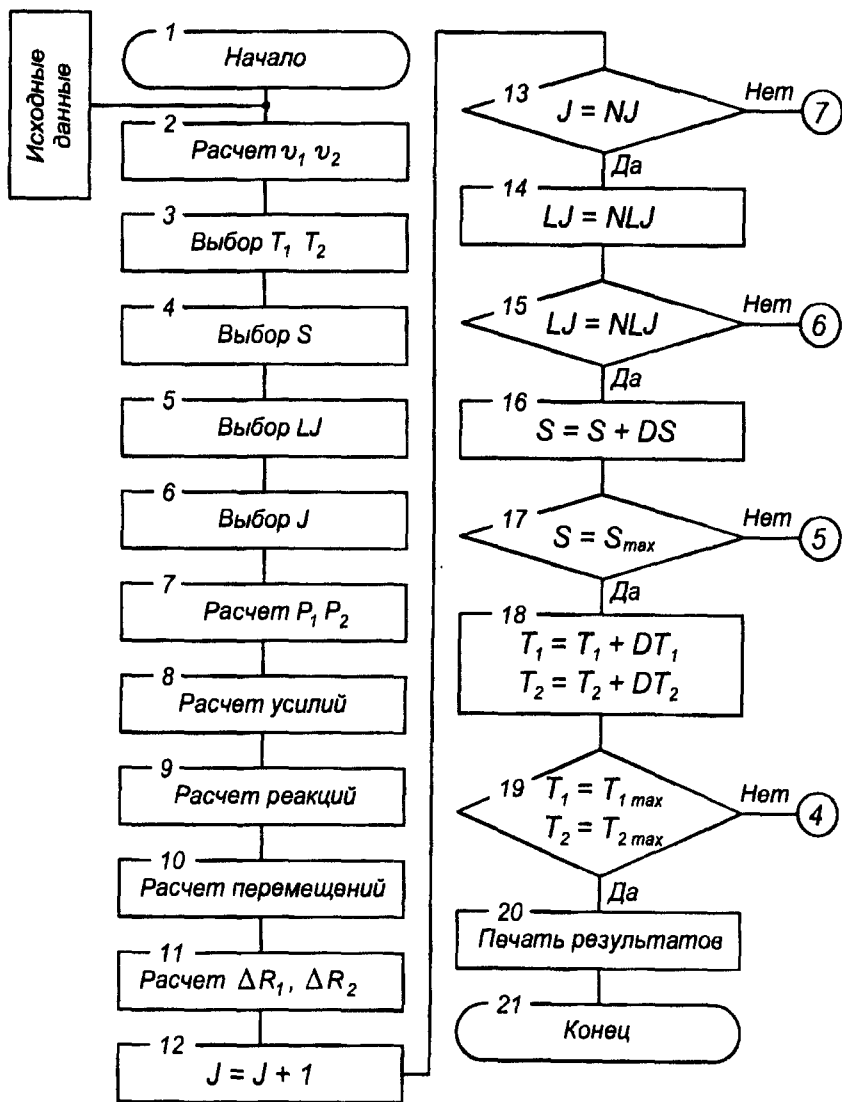 Исходные
данные
1
Начало
2
Расчет υ₁ υ₂
3
Выбор T₁ T₂
4
Выбор S
5
Выбор LJ
6
Выбор J
7
Расчет P₁ P₂
8
Расчет усилий
9
Расчет реакций
10
Расчет перемещений
11
Расчет ΔR₁, ΔR₂
12
J = J + 1
13
J = NJ
Нет
7
Да
14
LJ = NLJ
15
LJ = NLJ
Нет
6
Да
16
S = S + DS
17
S = Smax
Нет
5
Да
18
T₁ = T₁ + DT₁
T₂ = T₂ + DT₂
19
T₁ = T₁ max
T₂ = T₂ max
Нет
4
Да
20
Печать результатов
21
Конец